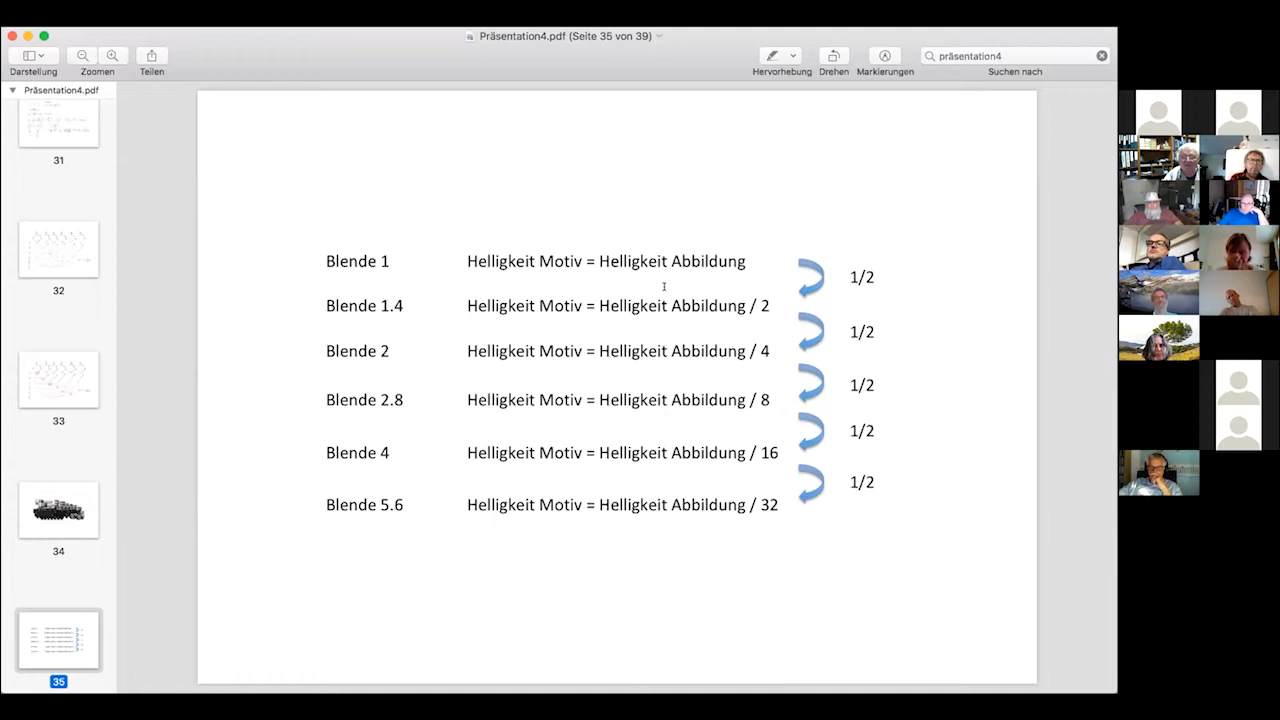 Präsentation4.pdf (Seite 35 von 39)
präsentation4
Darstellung
Zoomen
Teilen
Hervorhebung
Drehen
Markierungen
Suchen nach
Präsentation4.pdf
31
32
33
34
35
Blende 1 Helligkeit Motiv = Helligkeit Abbildung
1/2
Blende 1.4 Helligkeit Motiv = Helligkeit Abbildung / 2
1/2
Blende 2 Helligkeit Motiv = Helligkeit Abbildung / 4
1/2
Blende 2.8 Helligkeit Motiv = Helligkeit Abbildung / 8
1/2
Blende 4 Helligkeit Motiv = Helligkeit Abbildung / 16
1/2
Blende 5.6 Helligkeit Motiv = Helligkeit Abbildung / 32